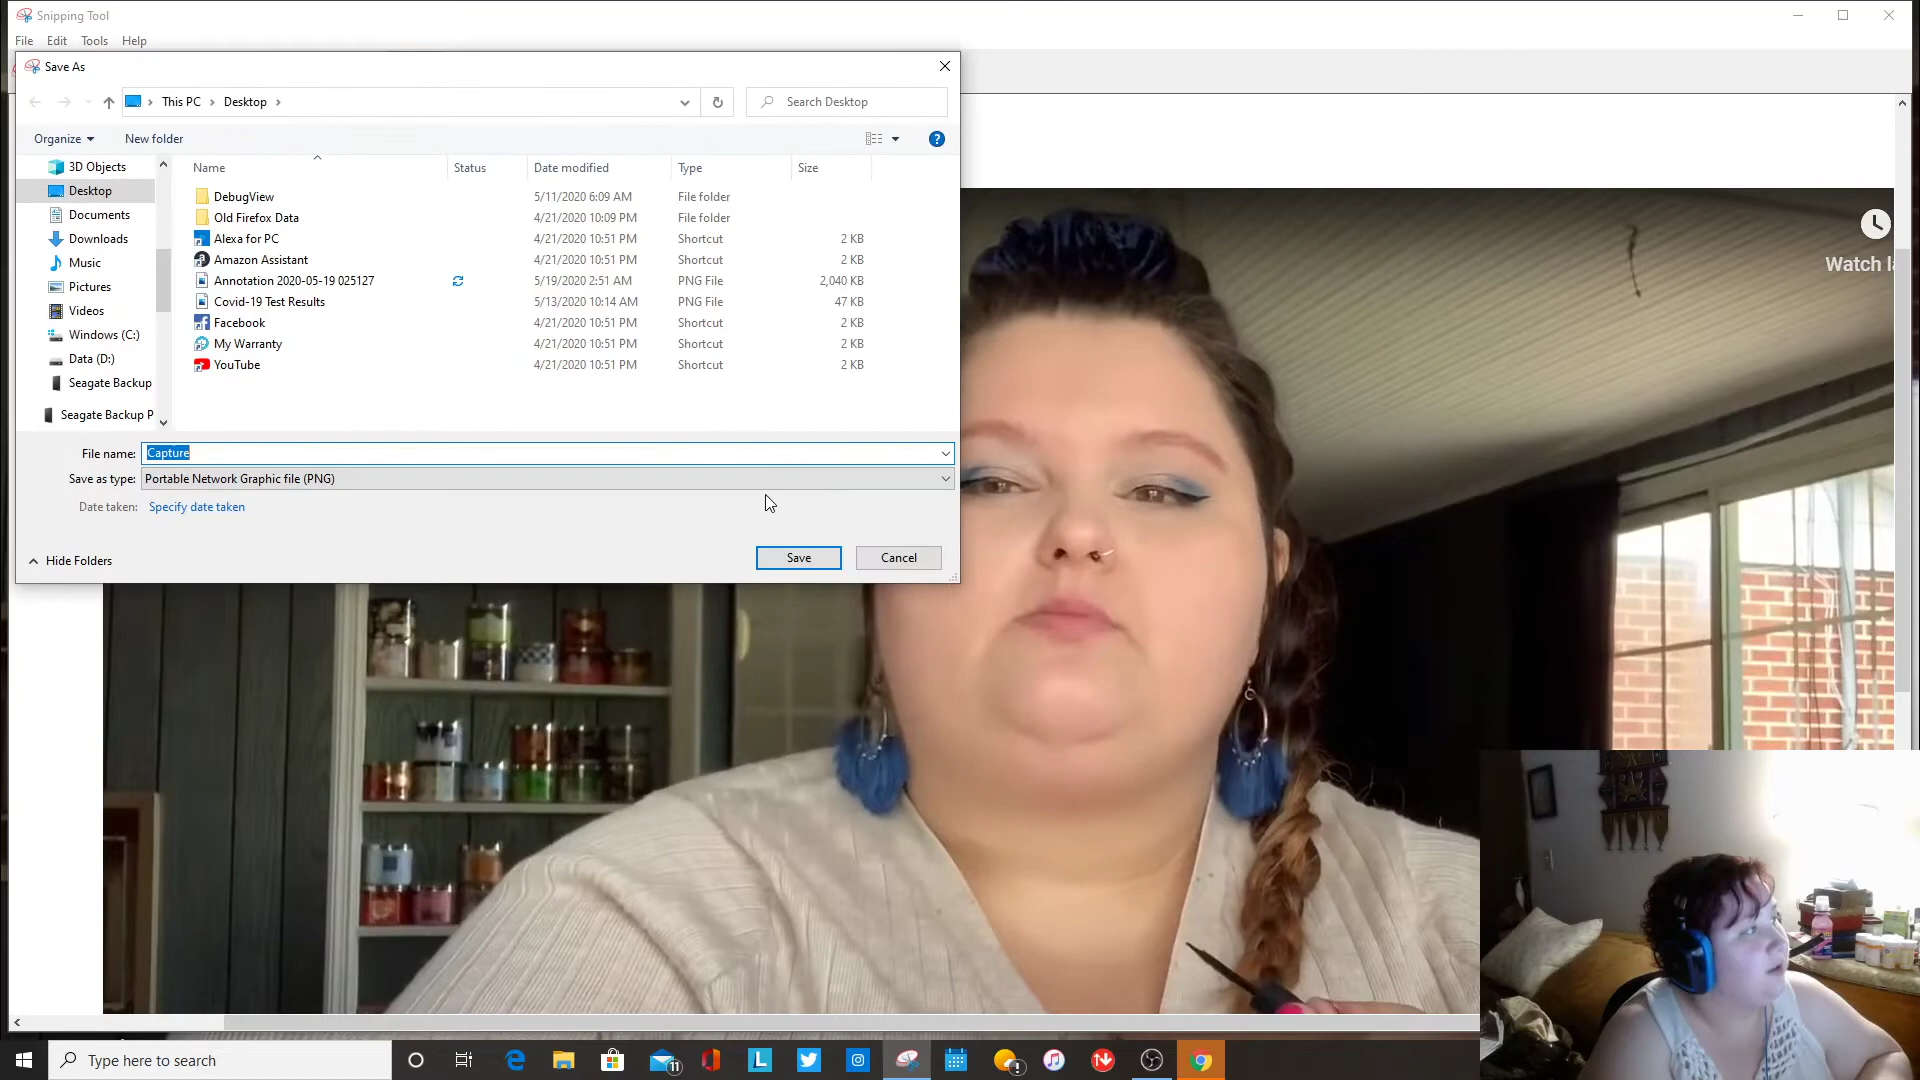 Snipping Tool
File Edit Tools Help
Save As
This PC Desktop
Search Desktop
Organize New folder
3D Objects
Desktop
Documents
Downloads
Music
Pictures
Videos
Windows (C:)
Data (D:)
Seagate Backup
Seagate Backup P
Name Status Date modified Type Size
DebugView 5/11/2020 6:09 AM File folder
Old Firefox Data 4/21/2020 10:09 PM File folder
Alexa for PC 4/21/2020 10:51 PM Shortcut 2 KB
Amazon Assistant 4/21/2020 10:51 PM Shortcut 2 KB
Annotation 2020-05-19 025127 5/19/2020 2:51 AM PNG File 2,040 KB
Covid-19 Test Results 5/13/2020 10:14 AM PNG File 47 KB
Facebook 4/21/2020 10:51 PM Shortcut 2 KB
My Warranty 4/21/2020 10:51 PM Shortcut 2 KB
YouTube 4/21/2020 10:51 PM Shortcut 2 KB
File name: Capture
Save as type: Portable Network Graphic file (PNG)
Date taken: Specify date taken
Hide Folders
Save Cancel
Watch la
Type here to search
11
L